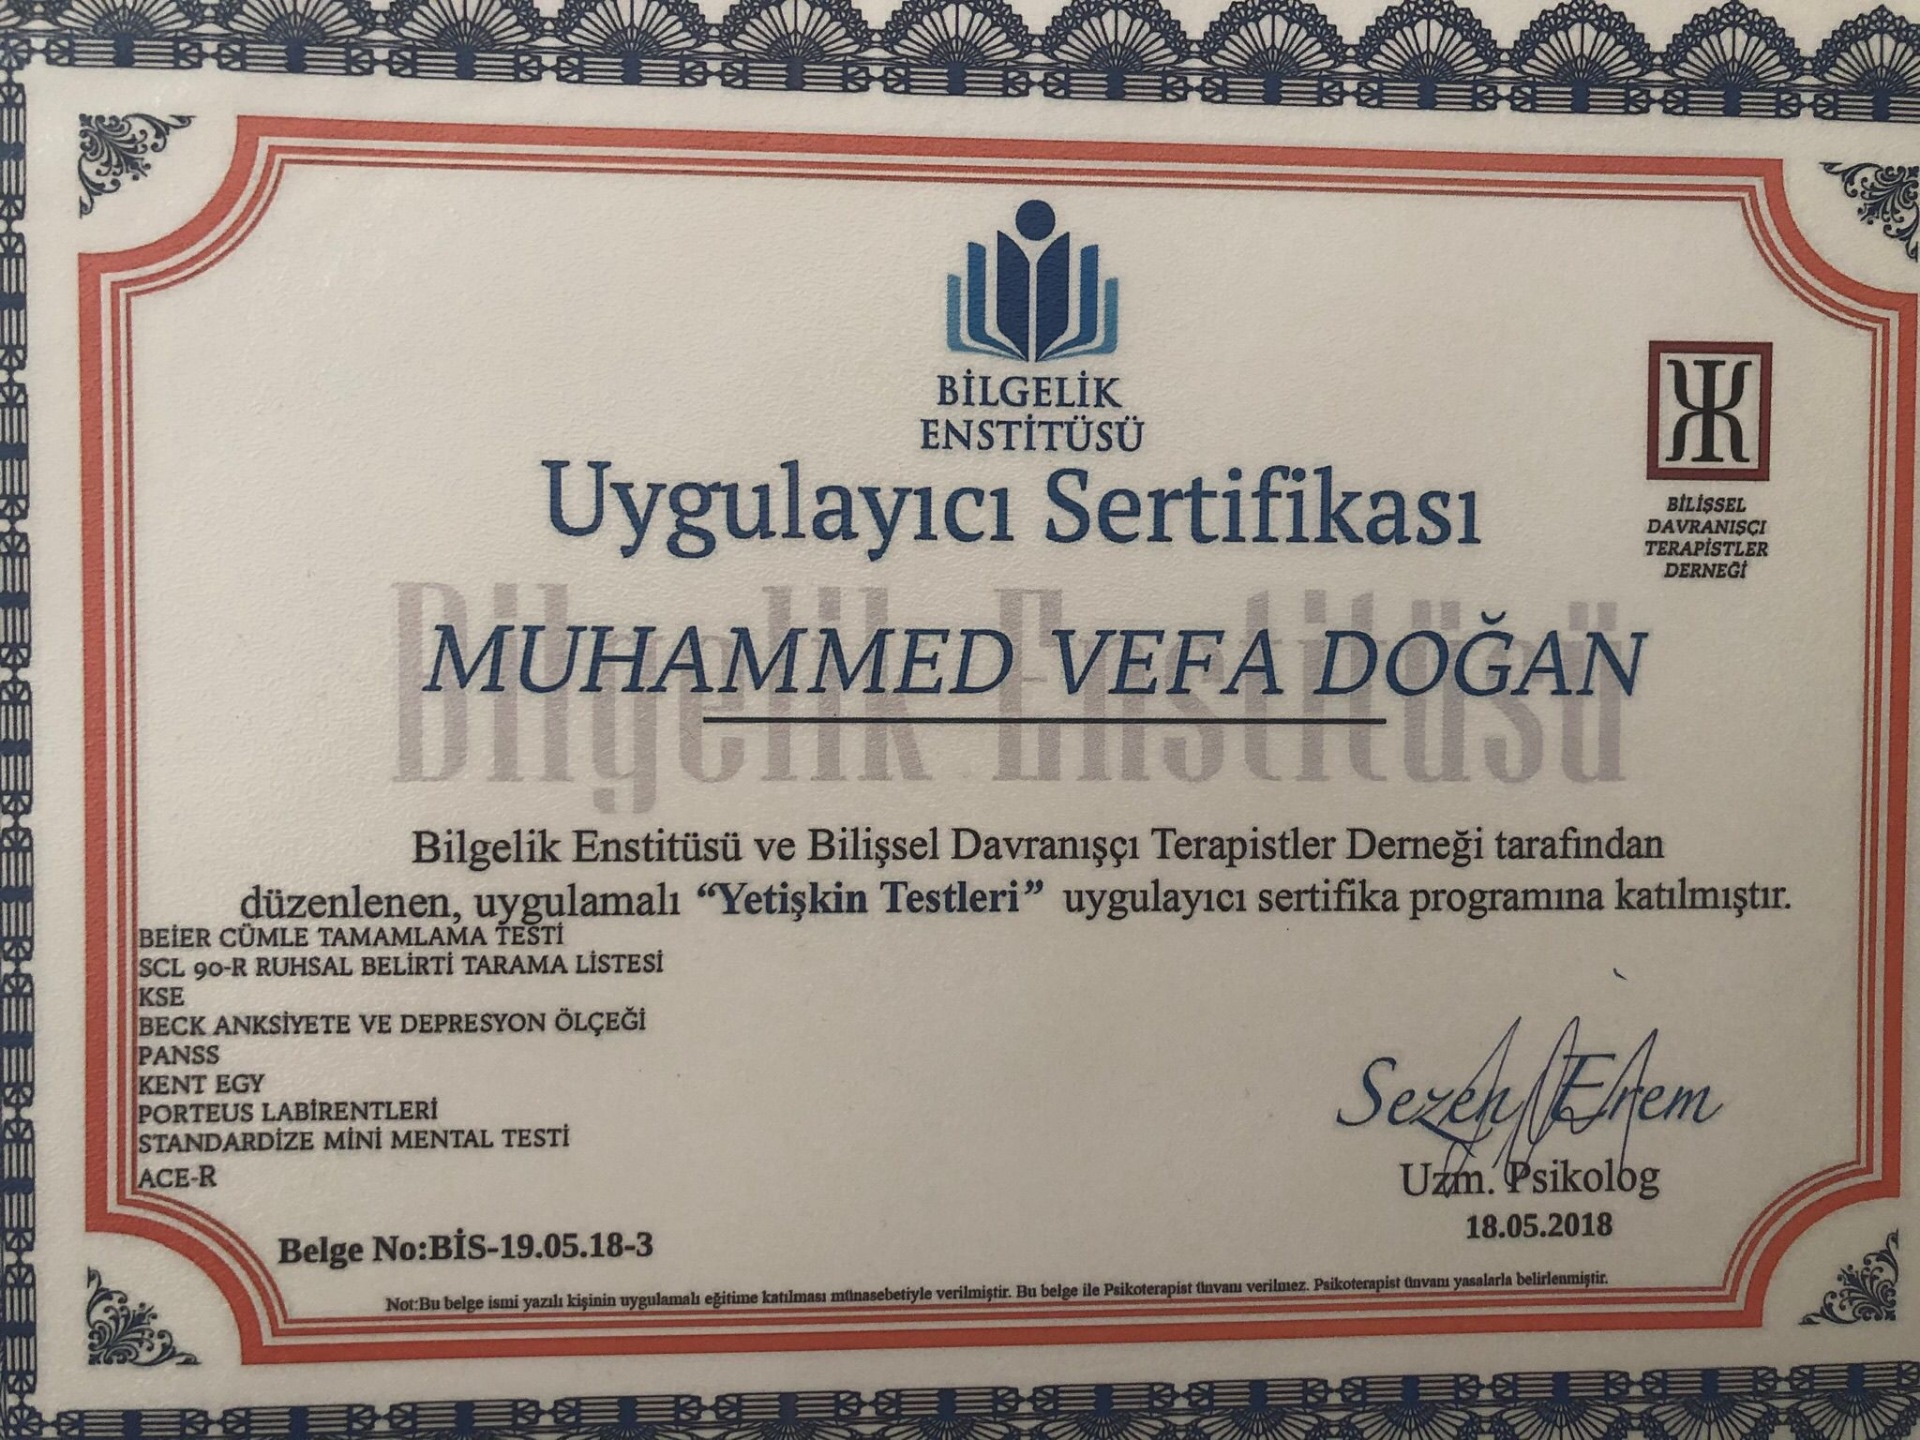 BİLGELİK
ENSTİTÜSÜ
Uygulayıcı Sertifikası
BİLİŞSEL
DAVRANIŞÇI
TERAPİSTLER
DERNEĞİ
Bilgelik Enstitüsü
MUHAMMED VEFA DOĞAN
Bilgelik Enstitüsü ve Bilişsel Davranışçı Terapistler Derneği tarafından
düzenlenen, uygulamalı “Yetişkin Testleri” uygulayıcı sertifika programına katılmıştır.
BEİER CÜMLE TAMAMLAMA TESTİ
SCL 90-R RUHSAL BELİRTİ TARAMA LİSTESİ
KSE
BECK ANKSİYETE VE DEPRESYON ÖLÇEĞİ
PANSS
KENT EGY
PORTEUS LABİRENTLERİ
STANDARDİZE MİNİ MENTAL TESTİ
ACE-R
Sezen Erem
Uzm. Psikolog
18.05.2018
Belge No:BİS-19.05.18-3
Not:Bu belge ismi yazılı kişinin uygulamalı eğitime katılması münasebetiyle verilmiştir. Bu belge ile Psikoterapist ünvanı verilmez. Psikoterapist ünvanı yasalarla belirlenmiştir.